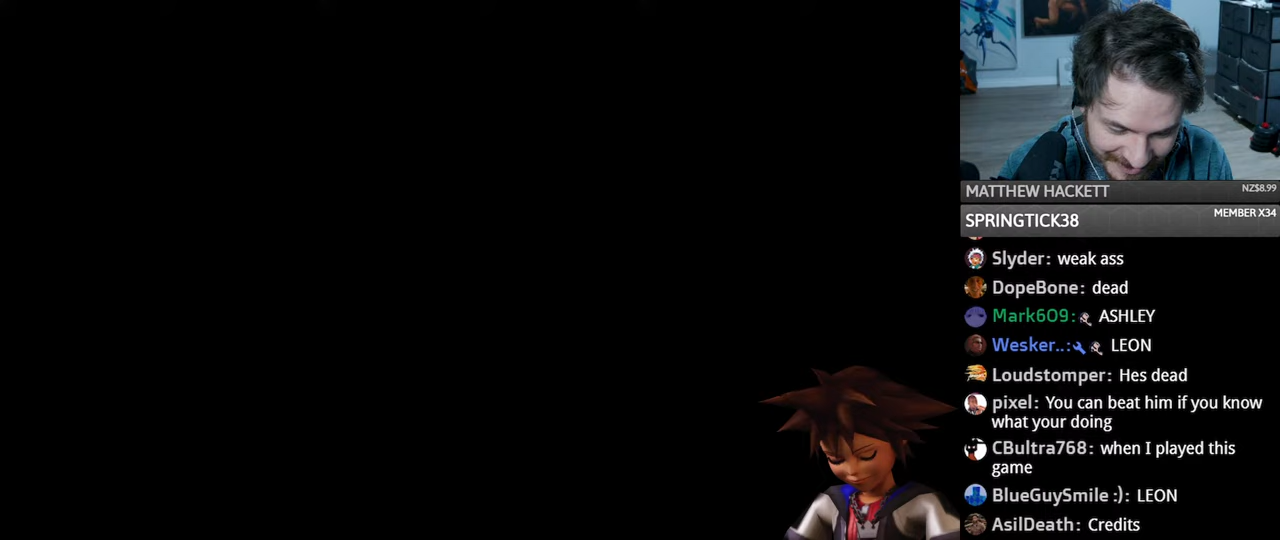 MATTHEW HACKETT NZ$8.99
SPRINGTICK38 MEMBER X34
Slyder: weak ass
DopeBone: dead
Mark609: ASHLEY
Wesker..: LEON
Loudstomper: Hes dead
pixel: You can beat him if you know
what your doing
CBultra768: when I played this
game
BlueGuySmile :): LEON
AsilDeath: Credits